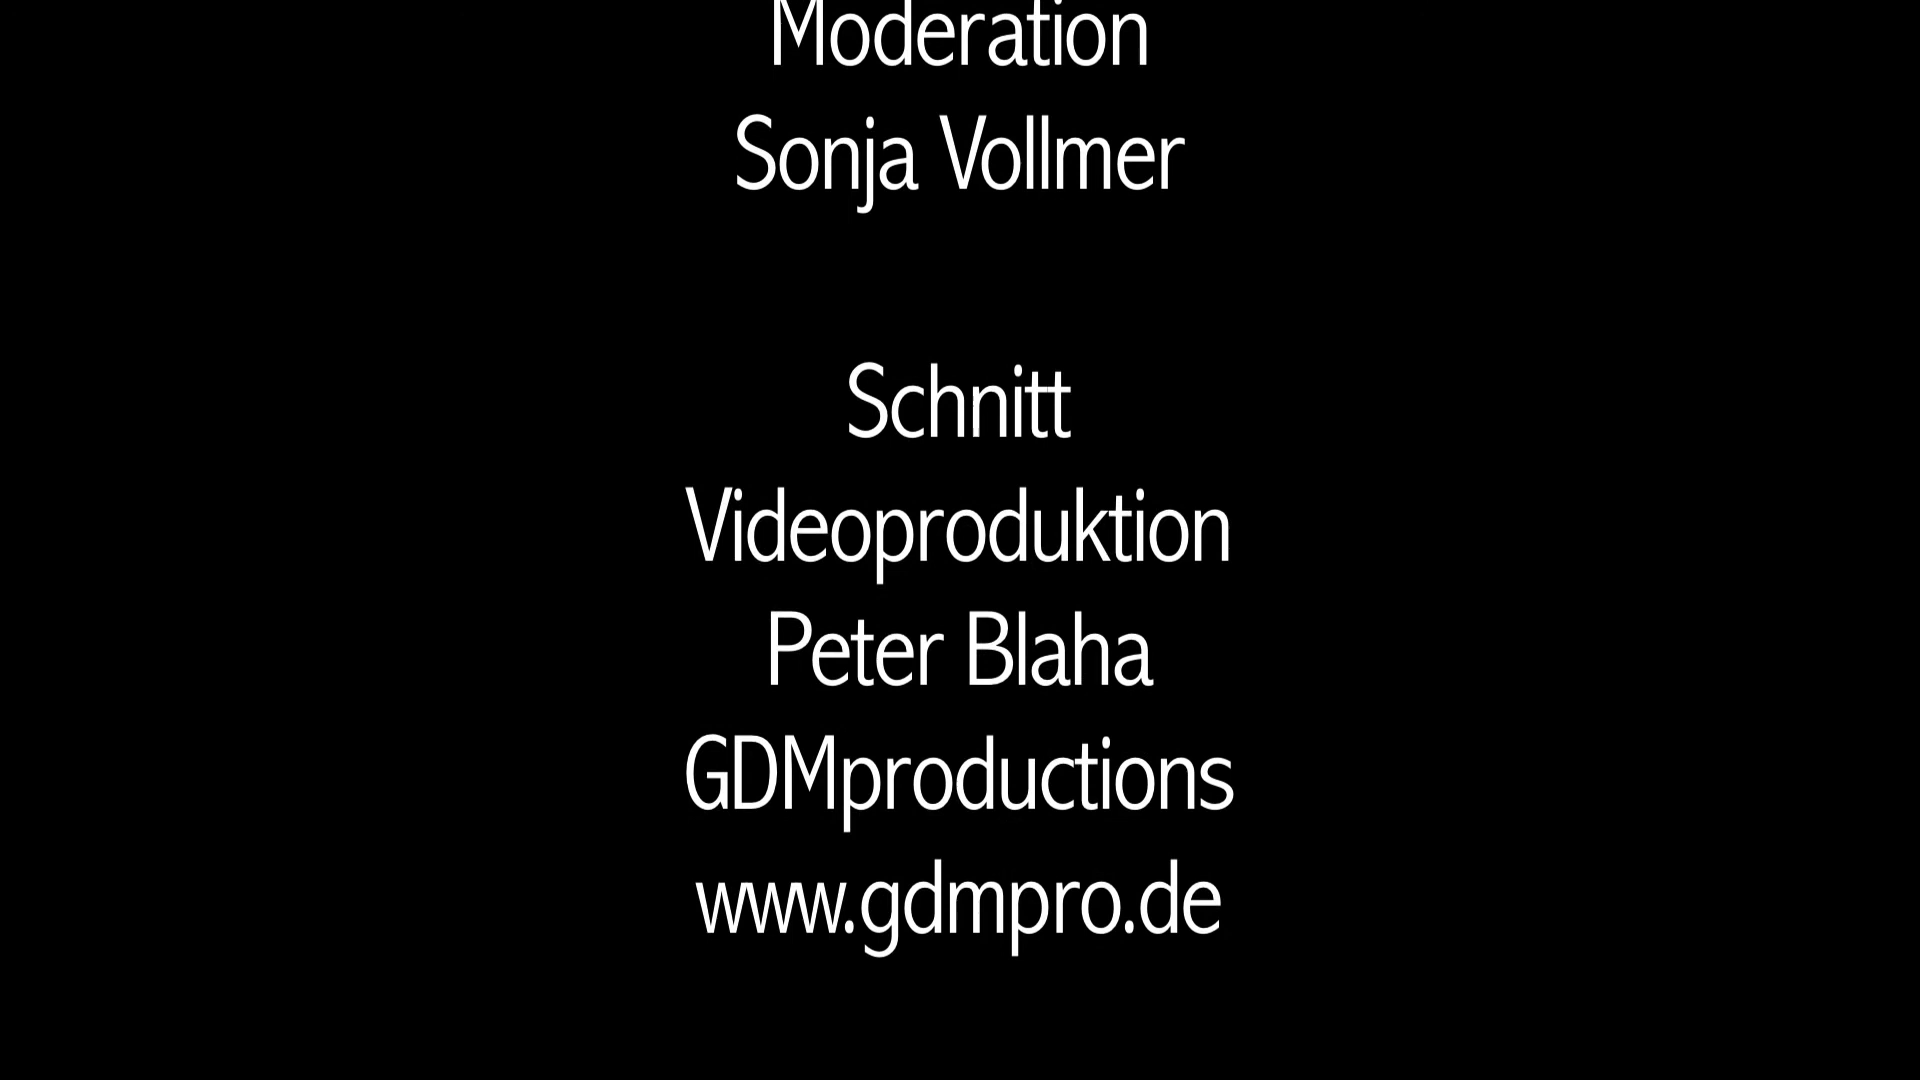 Moderation
Sonja Vollmer
Schnitt
Videoproduktion
Peter Blaha
GDMproductions
www.gdmpro.de